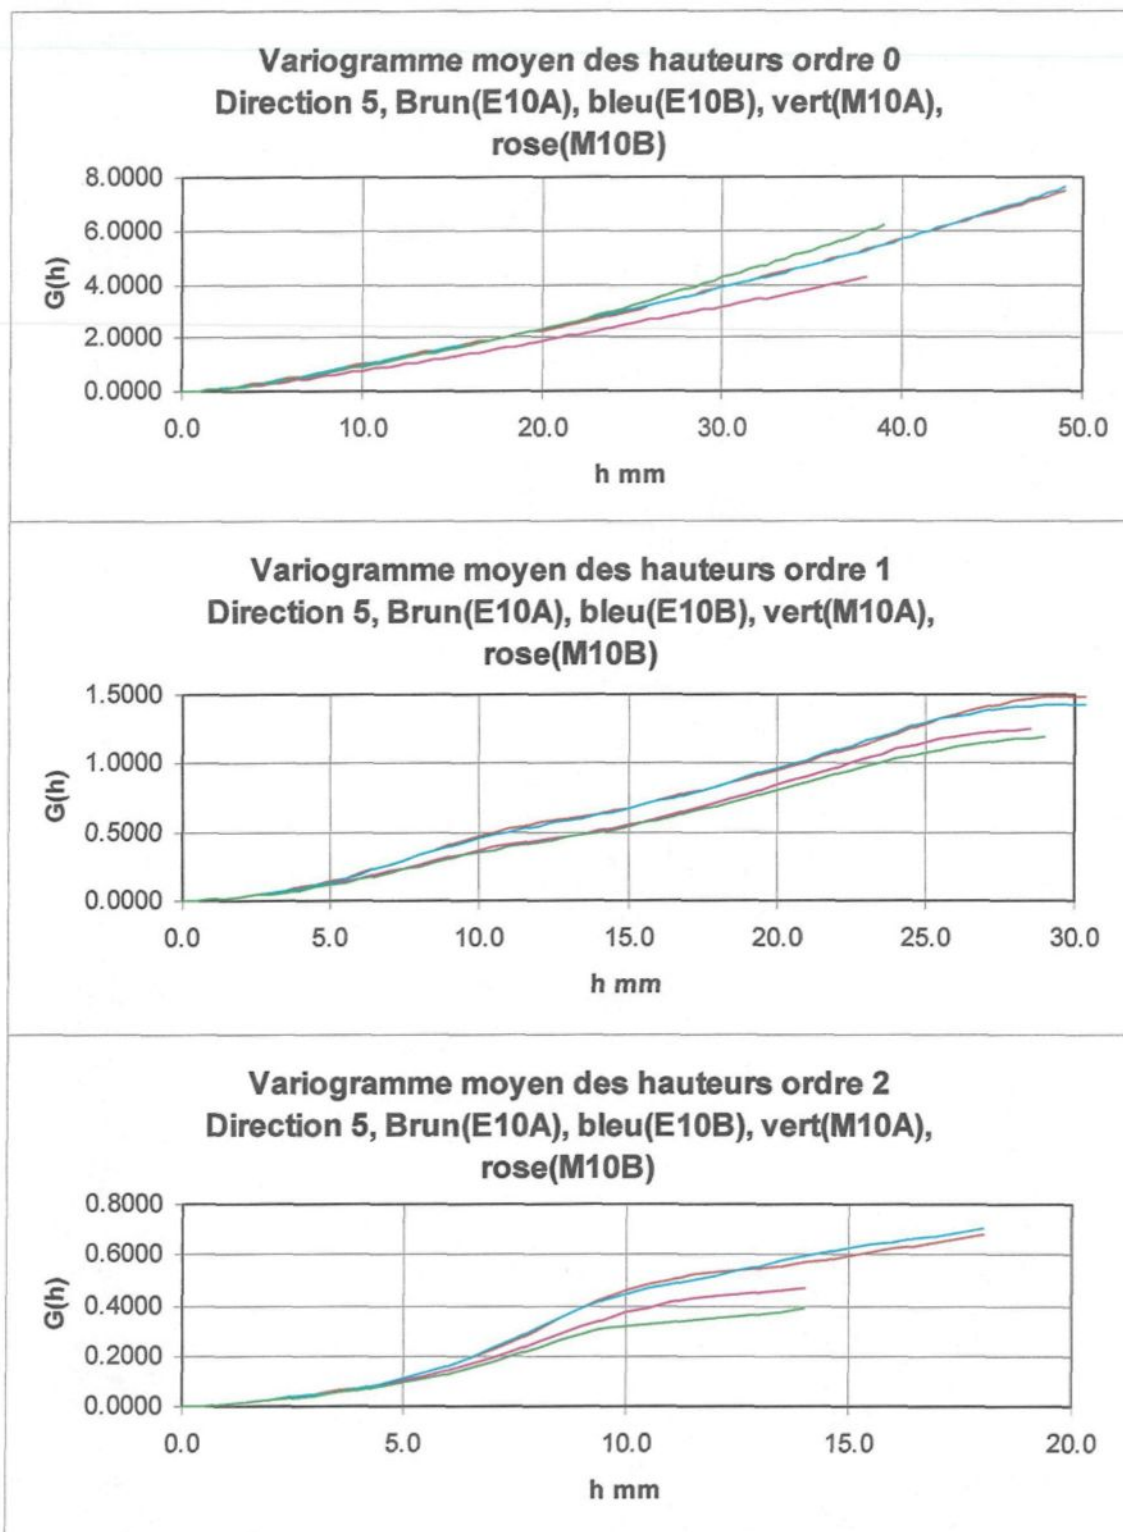 Variogramme moyen des hauteurs ordre 0
Direction 5, Brun(E10A), bleu(E10B), vert(M10A),
rose(M10B)
8.0000
6.0000
4.0000
2.0000
0.0000
G(h)
0.0 10.0 20.0 30.0 40.0 50.0
h mm
Variogramme moyen des hauteurs ordre 1
Direction 5, Brun(E10A), bleu(E10B), vert(M10A),
rose(M10B)
1.5000
1.0000
0.5000
0.0000
G(h)
0.0 5.0 10.0 15.0 20.0 25.0 30.0
h mm
Variogramme moyen des hauteurs ordre 2
Direction 5, Brun(E10A), bleu(E10B), vert(M10A),
rose(M10B)
0.8000
0.6000
0.4000
0.2000
0.0000
G(h)
0.0 5.0 10.0 15.0 20.0
h mm